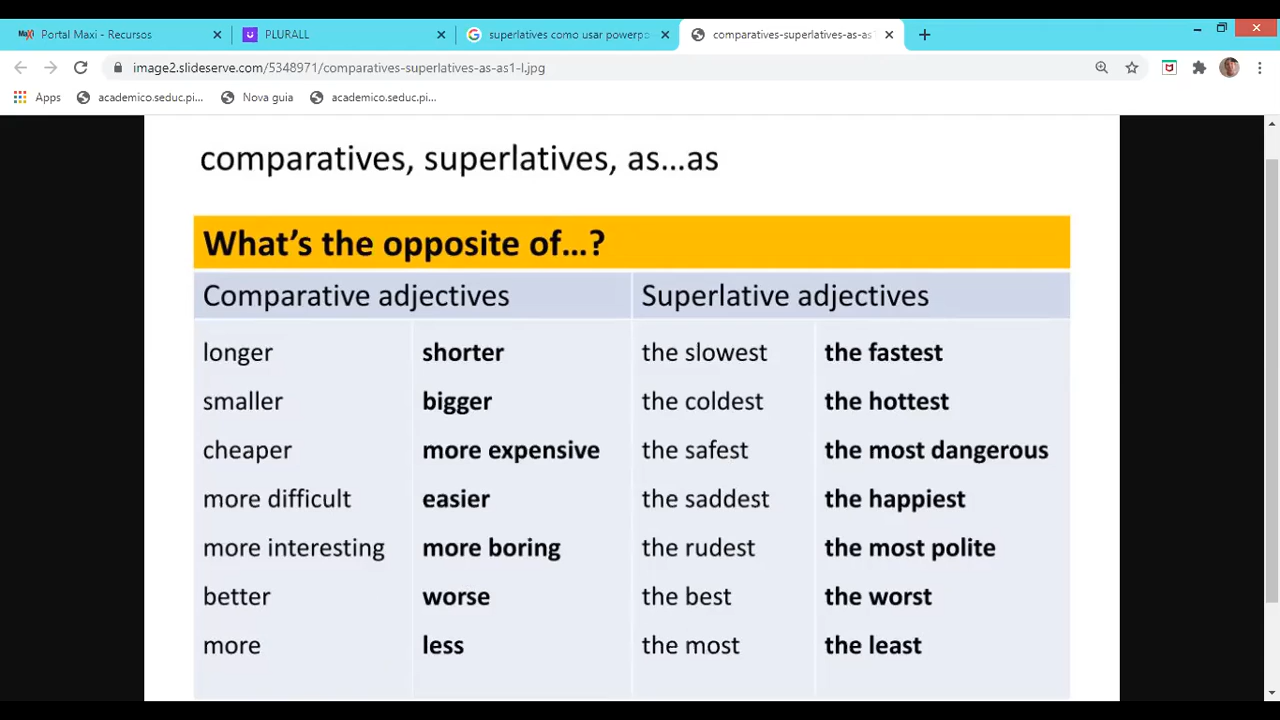 Portal Maxi - Recursos
PLURALL
superlatives como usar powerpo
comparatives-superlatives-as-as1
image2.slideserve.com/5348971/comparatives-superlatives-as-as1-l.jpg
Apps academico.seduc.pi... Nova guia academico.seduc.pi...
comparatives, superlatives, as...as
What's the opposite of...?
Comparative adjectives Superlative adjectives
longer shorter the slowest the fastest
smaller bigger the coldest the hottest
cheaper more expensive the safest the most dangerous
more difficult easier the saddest the happiest
more interesting more boring the rudest the most polite
better worse the best the worst
more less the most the least